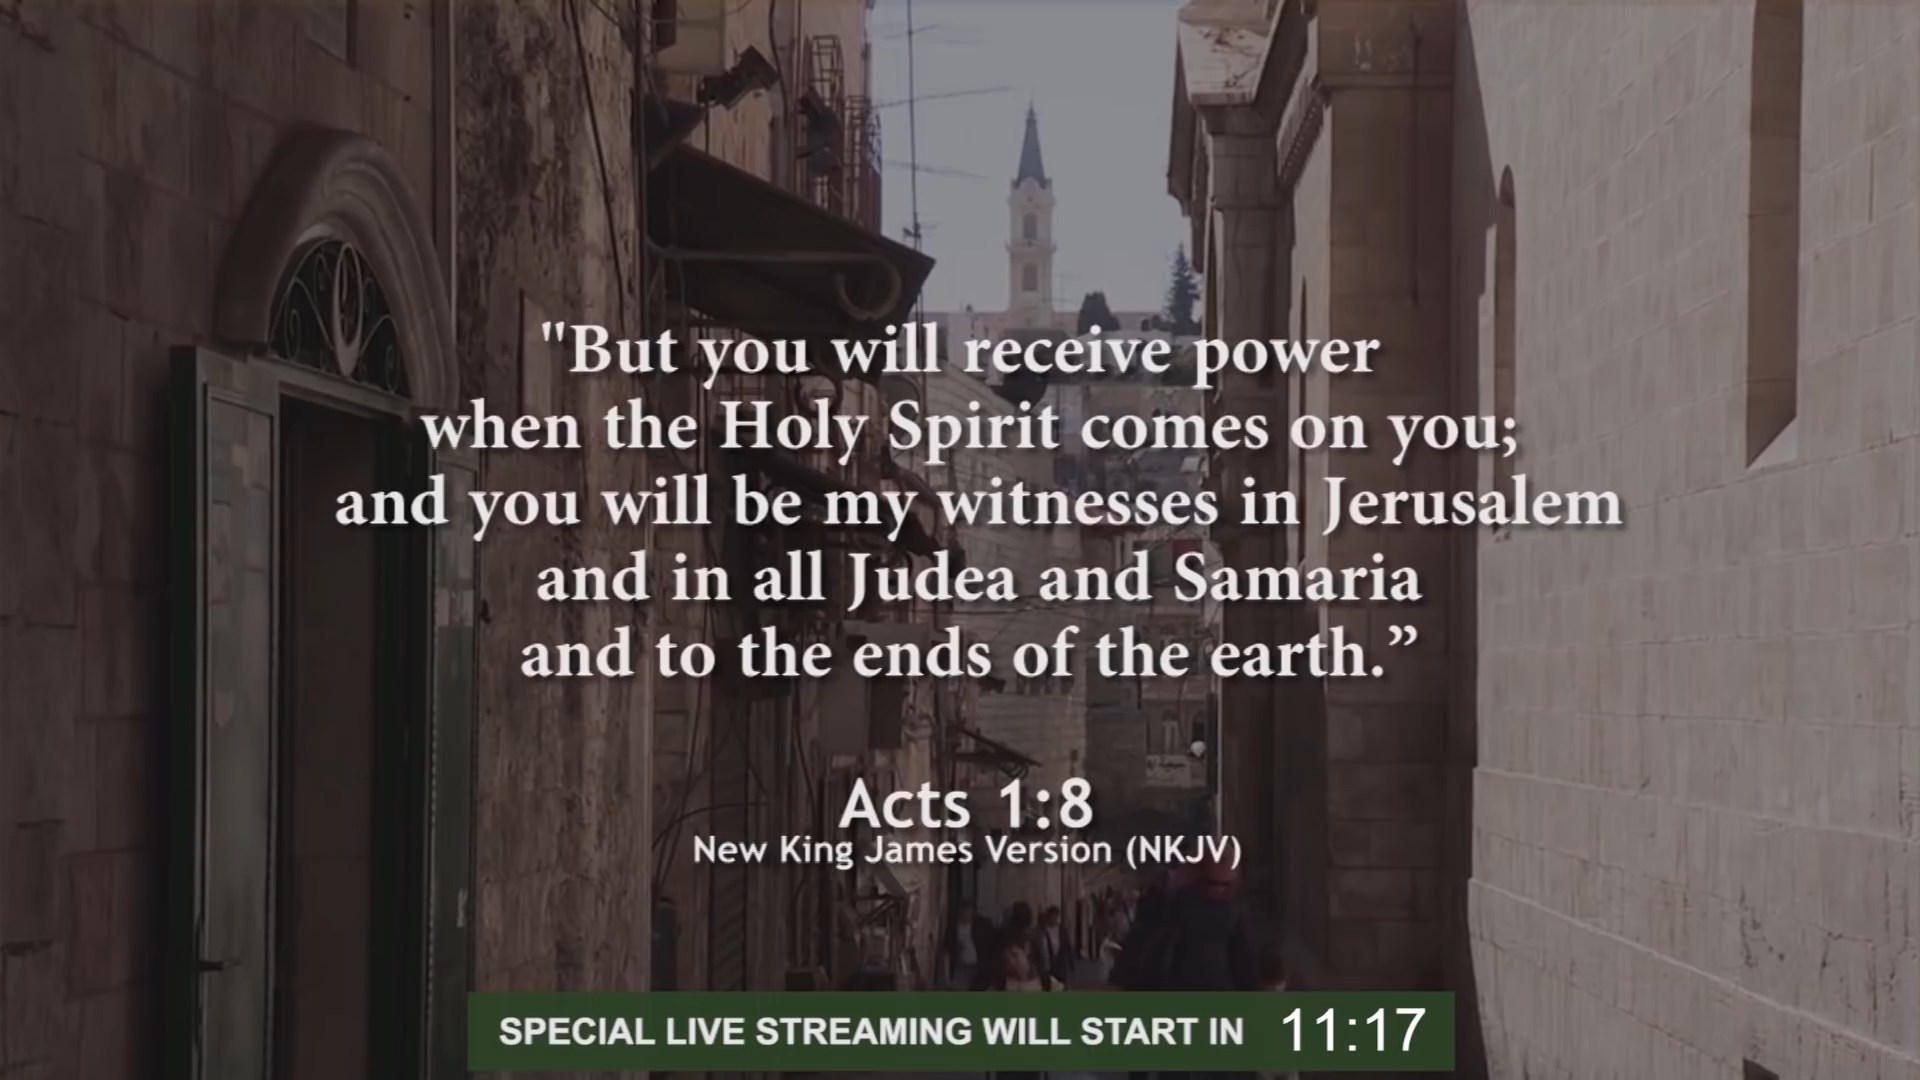 "But you will receive power
when the Holy Spirit comes on you;
and you will be my witnesses in Jerusalem
and in all Judea and Samaria
and to the ends of the earth.”
Acts 1:8
New King James Version (NKJV)
SPECIAL LIVE STREAMING WILL START IN 11:17